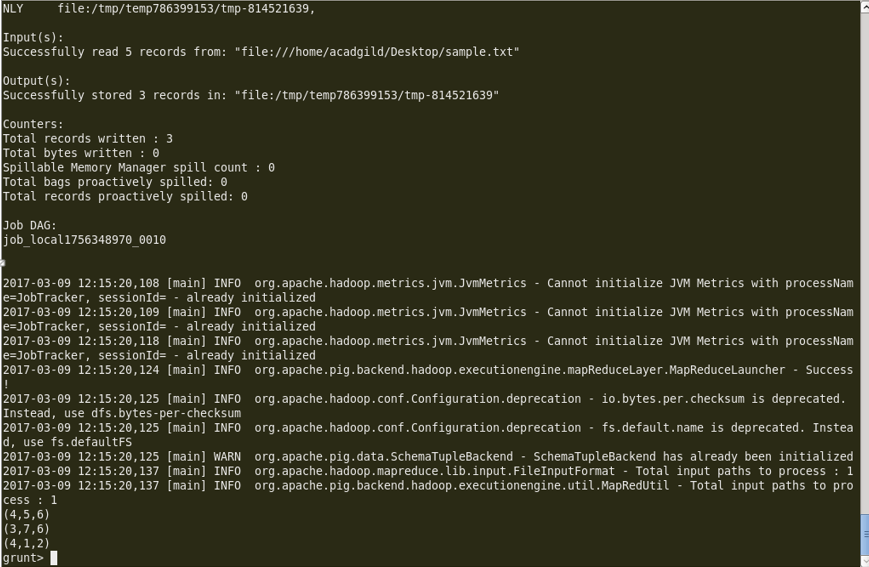 NLY     file:/tmp/temp786399153/tmp-814521639,
Input(s):
Successfully read 5 records from: "file:///home/acadgild/Desktop/sample.txt"
Output(s):
Successfully stored 3 records in: "file:/tmp/temp786399153/tmp-814521639"
Counters:
Total records written : 3
Total bytes written : 0
Spillable Memory Manager spill count : 0
Total bags proactively spilled: 0
Total records proactively spilled: 0
Job DAG:
job_local1756348970_0010
2017-03-09 12:15:20,108 [main] INFO  org.apache.hadoop.metrics.jvm.JvmMetrics - Cannot initialize JVM Metrics with processNam
e=JobTracker, sessionId= - already initialized
2017-03-09 12:15:20,109 [main] INFO  org.apache.hadoop.metrics.jvm.JvmMetrics - Cannot initialize JVM Metrics with processNam
e=JobTracker, sessionId= - already initialized
2017-03-09 12:15:20,118 [main] INFO  org.apache.hadoop.metrics.jvm.JvmMetrics - Cannot initialize JVM Metrics with processNam
e=JobTracker, sessionId= - already initialized
2017-03-09 12:15:20,124 [main] INFO  org.apache.pig.backend.hadoop.executionengine.mapReduceLayer.MapReduceLauncher - Success
!
2017-03-09 12:15:20,125 [main] INFO  org.apache.hadoop.conf.Configuration.deprecation - io.bytes.per.checksum is deprecated.
Instead, use dfs.bytes-per-checksum
2017-03-09 12:15:20,125 [main] INFO  org.apache.hadoop.conf.Configuration.deprecation - fs.default.name is deprecated. Instea
d, use fs.defaultFS
2017-03-09 12:15:20,125 [main] WARN  org.apache.pig.data.SchemaTupleBackend - SchemaTupleBackend has already been initialized
2017-03-09 12:15:20,137 [main] INFO  org.apache.hadoop.mapreduce.lib.input.FileInputFormat - Total input paths to process : 1
2017-03-09 12:15:20,137 [main] INFO  org.apache.pig.backend.hadoop.executionengine.util.MapRedUtil - Total input paths to pro
cess : 1
(4,5,6)
(3,7,6)
(4,1,2)
grunt>